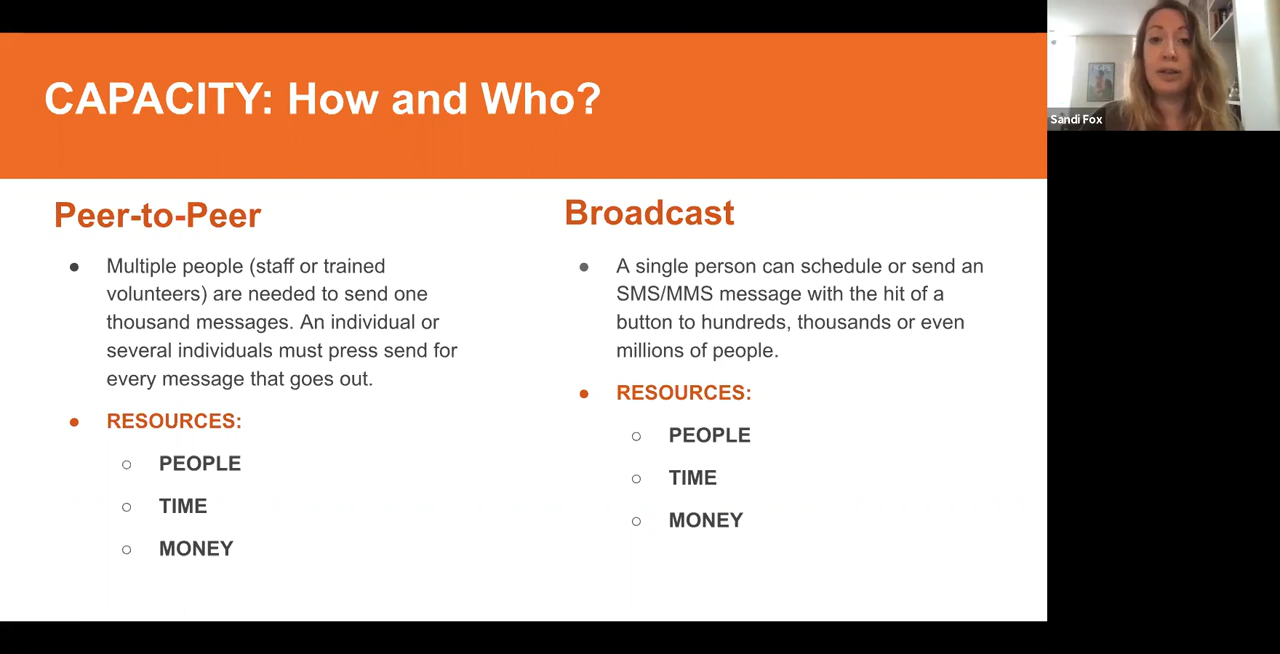 CAPACITY: How and Who?
Sandi Fox
Peer-to-Peer
● Multiple people (staff or trained
volunteers) are needed to send one
thousand messages. An individual or
several individuals must press send for
every message that goes out.
● RESOURCES:
○ PEOPLE
○ TIME
○ MONEY
Broadcast
● A single person can schedule or send an
SMS/MMS message with the hit of a
button to hundreds, thousands or even
millions of people.
● RESOURCES:
○ PEOPLE
○ TIME
○ MONEY